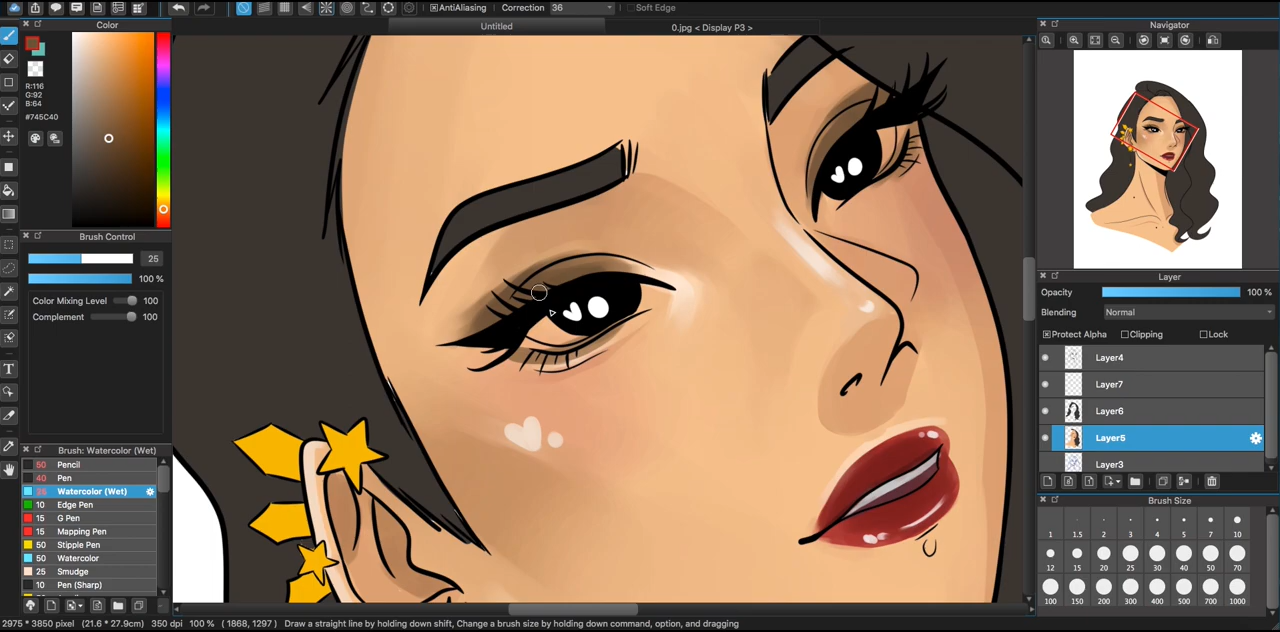 AntiAliasing Correction 36 Soft Edge
Color
Untitled
0.jpg < Display P3 >
Navigator
R:116
G:92
B:64
#745C40
Brush Control
25
100 %
Color Mixing Level 100
Complement 100
Layer
Opacity 100 %
Blending Normal
Protect Alpha Clipping Lock
Layer4
Layer7
Layer6
Layer5
Layer3
Brush: Watercolor (Wet)
50 Pencil
40 Pen
Watercolor (Wet)
10 Edge Pen
15 G Pen
15 Mapping Pen
50 Stipple Pen
50 Watercolor
25 Smudge
10 Pen (Sharp)
Brush Size
1 1.5 2 3 4 5 7 10
12 15 20 25 30 40 50 70
100 150 200 300 400 500 700 1000
2975 * 3850 pixel (21.6 * 27.9cm) 350 dpi 100 % ( 1868, 1297 ) Draw a straight line by holding down shift, Change a brush size by holding down command, option, and dragging